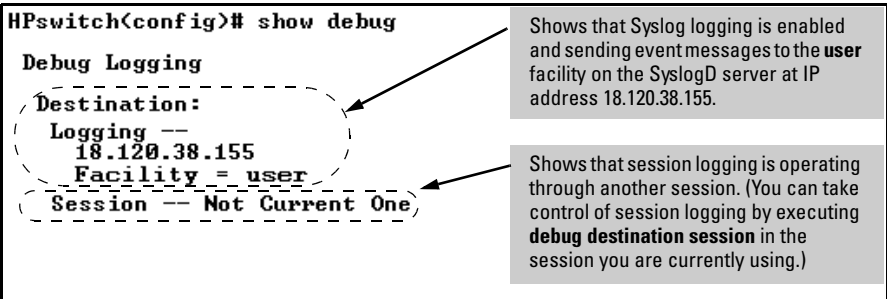 HPswitch<config># show debug
Debug Logging
Destination:
Logging --
18.120.38.155
Facility = user
Session -- Not Current One
Shows that Syslog logging is enabled
and sending event messages to the user
facility on the SyslogD server at IP
address 18.120.38.155.
Shows that session logging is operating
through another session. (You can take
control of session logging by executing
debug destination session in the
session you are currently using.)